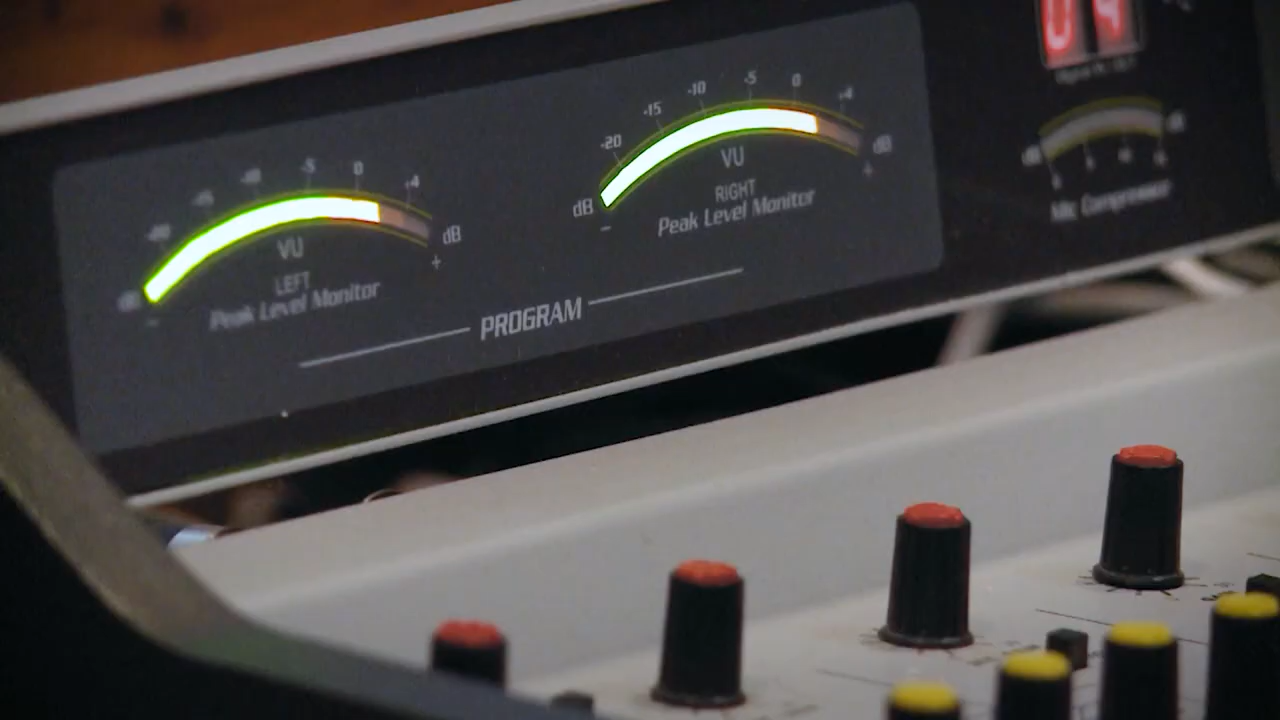 -5 0 +4
dB
VU
+
LEFT
Peak Level Monitor
-20 -15 -10 -5 0 +4
dB
VU
dB
-
+
RIGHT
Peak Level Monitor
PROGRAM
Mic Compressor